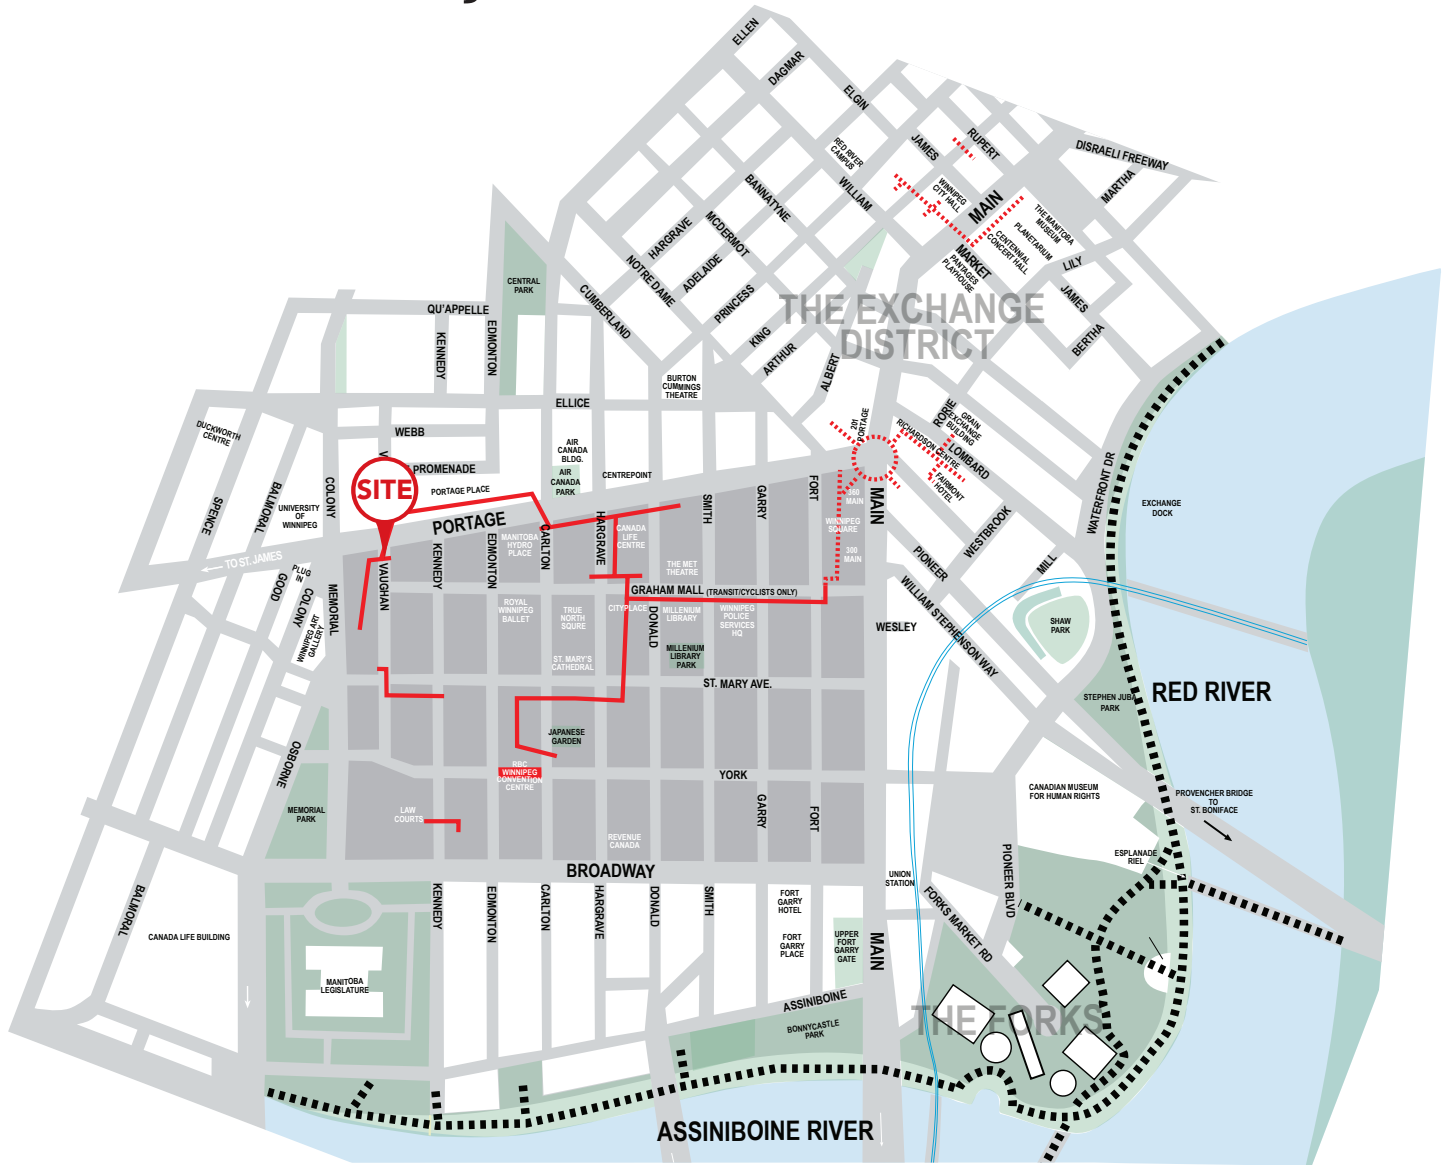 ELLEN
DAGMAR
ELGIN
JAMES
RUPERT
DISRAELI FREEWAY
MARTHA
RED RIVER
CAMPUS
WILLIAM
WINNIPEG
CITY HALL
MAIN
THE MANITOBA
MUSEUM
PLANETARIUM
CENTENNIAL
CONCERT HALL
MARKET
PANTAGES
PLAYHOUSE
LILY
JAMES
BERTHA
BANNATYNE
MCDERMOT
HARGRAVE
ADELAIDE
NOTRE DAME
PRINCESS
KING
ARTHUR
ALBERT
CUMBERLAND
THE EXCHANGE
DISTRICT
CENTRAL
PARK
QU'APPELLE
KENNEDY
EDMONTON
BURTON
CUMMINGS
THEATRE
ELLICE
WEBB
PROMENADE
PORTAGE PLACE
SITE
AIR
CANADA
BLDG.
AIR
CANADA
PARK
CENTREPOINT
201
PORTAGE
RICHARDSON CENTRE
RORIE
GRAIN
EXCHANGE
BUILDING
LOMBARD
FAIRMONT
HOTEL
WATERFRONT DR
EXCHANGE
DOCK
DUCKWORTH
CENTRE
SPENCE
BALMORAL
UNIVERSITY
OF
WINNIPEG
COLONY
PORTAGE
TO ST. JAMES
PLUG
IN
GOOD
COLONY
WINNIPEG ART
GALLERY
MEMORIAL
VAUGHAN
KENNEDY
EDMONTON
MANITOBA
HYDRO
PLACE
CARLTON
HARGRAVE
CANADA
LIFE
CENTRE
SMITH
GARRY
FORT
360
MAIN
WINNIPEG
SQUARE
300
MAIN
MAIN
THE MET
THEATRE
GRAHAM MALL (TRANSIT/CYCLISTS ONLY)
ROYAL
WINNIPEG
BALLET
TRUE
NORTH
SQURE
CITYPLACE
DONALD
MILLENIUM
LIBRARY
WINNIPEG
POLICE
SERVICES
HQ
ST. MARY'S
CATHEDRAL
MILLENIUM
LIBRARY
PARK
ST. MARY AVE.
WESLEY
PIONEER
WESTBROOK
MILL
WILLIAM STEPHENSON WAY
SHAW
PARK
STEPHEN JUBA
PARK
RED RIVER
JAPANESE
GARDEN
RBC
WINNIPEG
CONVENTION
CENTRE
YORK
OSBORNE
MEMORIAL
PARK
LAW
COURTS
REVENUE
CANADA
GARRY
FORT
BROADWAY
CANADIAN MUSEUM
FOR HUMAN RIGHTS
PROVENCHER BRIDGE
TO
ST. BONIFACE
ESPLANADE
RIEL
PIONEER BLVD
UNION
STATION
FORKS MARKET RD
BALMORAL
CANADA LIFE BUILDING
MANITOBA
LEGISLATURE
KENNEDY
EDMONTON
CARLTON
HARGRAVE
DONALD
SMITH
FORT
GARRY
HOTEL
FORT
GARRY
PLACE
UPPER
FORT
GARRY
GATE
MAIN
ASSINIBOINE
BONNYCASTLE
PARK
THE FORKS
ASSINIBOINE RIVER